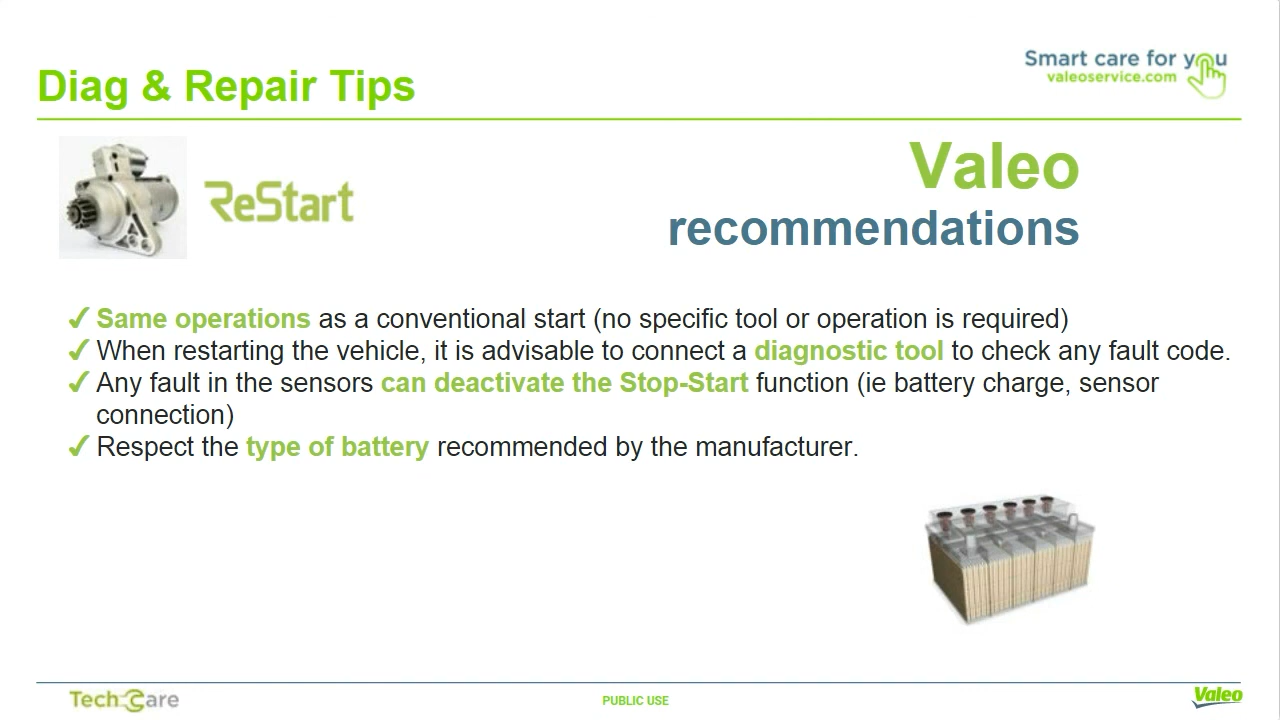 Smart care for you
valeoservice.com
Diag & Repair Tips
ReStart
Valeo
recommendations
✓ Same operations as a conventional start (no specific tool or operation is required)
✓ When restarting the vehicle, it is advisable to connect a diagnostic tool to check any fault code.
✓ Any fault in the sensors can deactivate the Stop-Start function (ie battery charge, sensor
connection)
✓ Respect the type of battery recommended by the manufacturer.
Tech Care
PUBLIC USE
Valeo